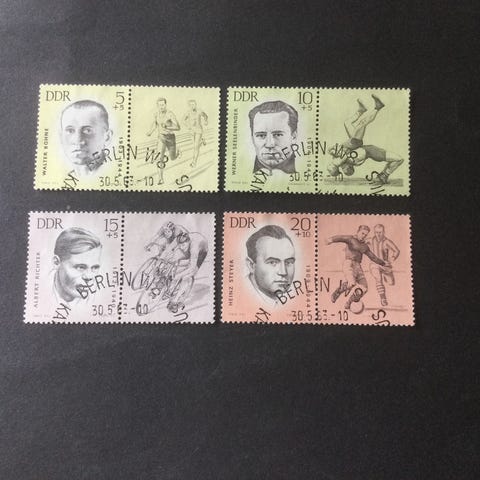 DDR 5
+5
WALTER BOHNE
BERLIN W8
30.5.63.-10
DDR 10
+5
WERNER SEELENBINDER
1904-1944
BERLIN W8
30.5.63.-10
DDR 15
+5
ALBERT RICHTER
BERLIN W8
30.5.63.-10
DDR 20
+10
HEINZ STEYER
BERLIN W8
30.5.63.-10